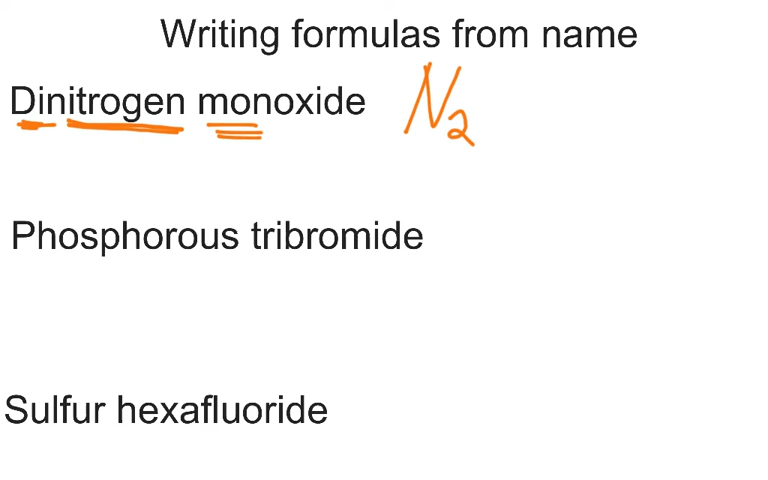 Writing formulas from name
Dinitrogen monoxide N₂
Phosphorous tribromide
Sulfur hexafluoride